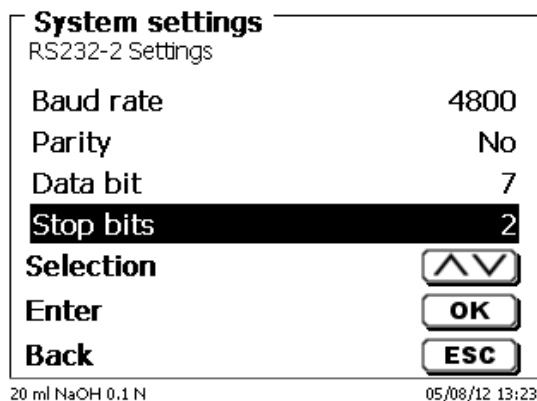 System settings
RS232-2 Settings
Baud rate 4800
Parity No
Data bit 7
Stop bits 2
Selection
Enter OK
Back ESC
20 ml NaOH 0.1 N 05/08/12 13:23